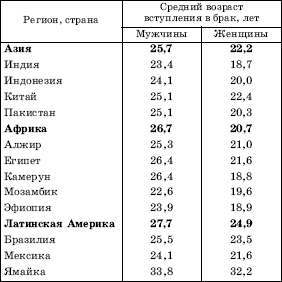 Регион, страна Средний возраст
вступления в брак, лет
Мужчины Женщины
Азия 25,7 22,2
Индия 23,4 18,7
Индонезия 24,1 20,0
Китай 25,1 22,4
Пакистан 25,1 20,3
Африка 26,7 20,7
Алжир 25,3 21,0
Египет 26,4 21,6
Камерун 26,4 18,8
Мозамбик 22,6 19,6
Эфиопия 23,9 18,9
Латинская Америка 27,7 24,9
Бразилия 25,5 23,5
Мексика 24,1 21,6
Ямайка 33,8 32,2